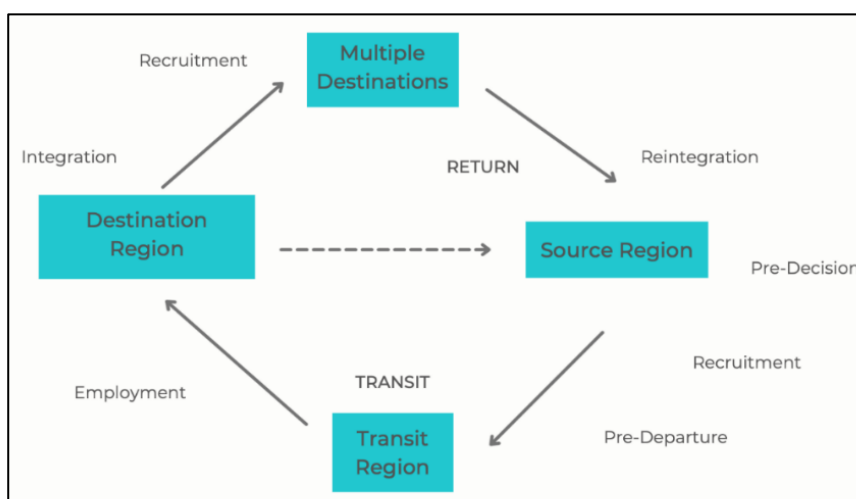 Multiple
Destinations
Recruitment
Integration
RETURN
Reintegration
Destination
Region
Source Region
Pre-Decision
Recruitment
Employment
TRANSIT
Transit
Region
Pre-Departure